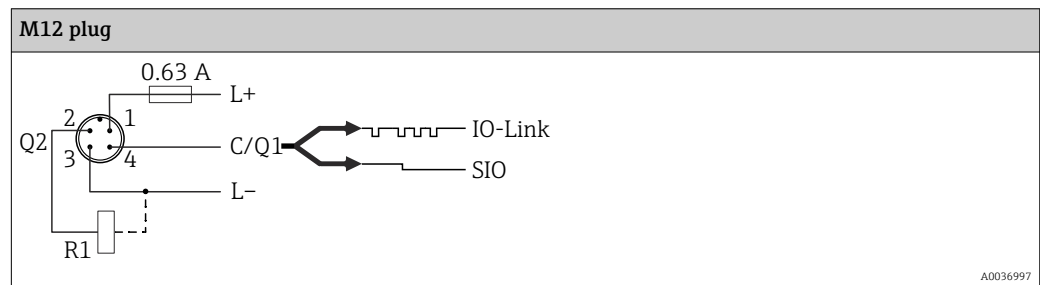 M12 plug
0.63 A
L+
2 1
Q2
3 4
C/Q1
IO-Link
SIO
L−
R1
A0036997